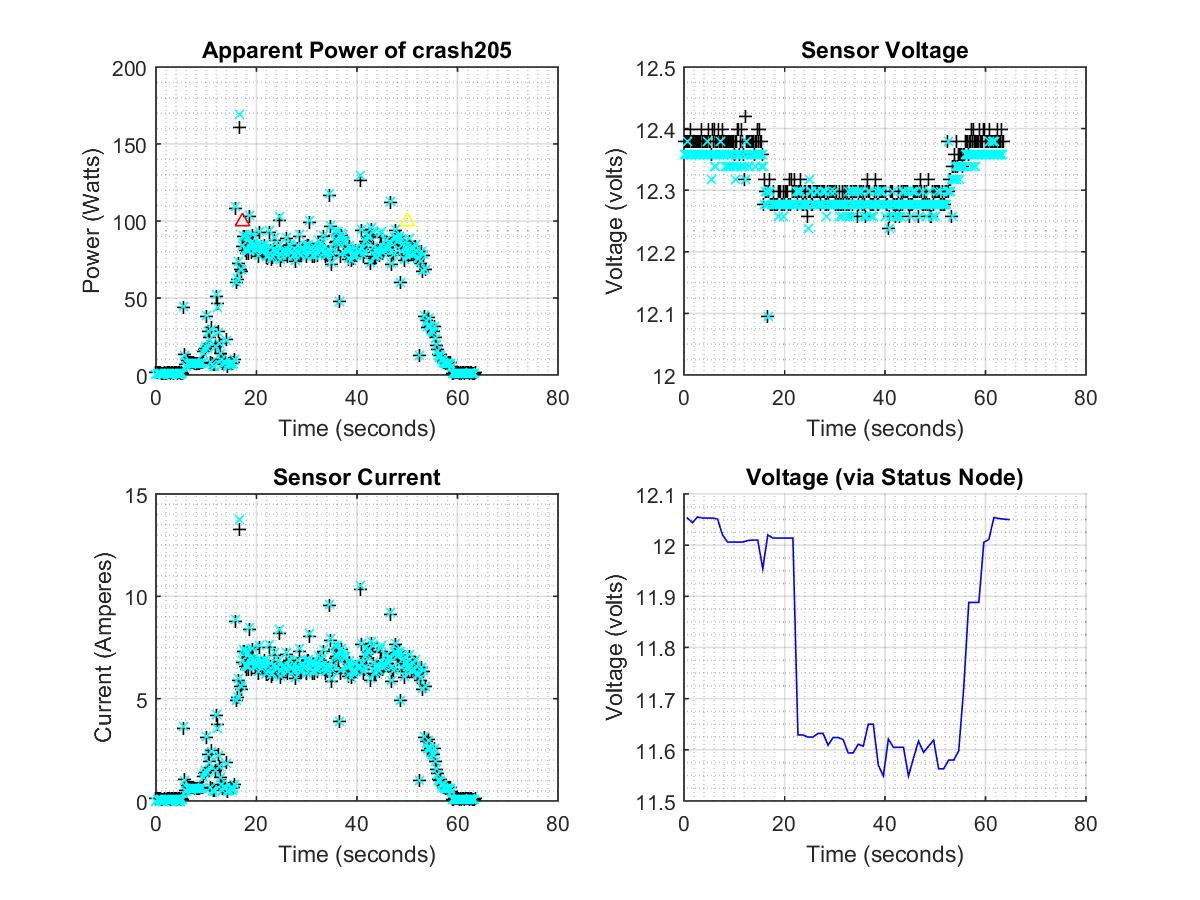 Apparent Power of crash205
200
150
100
50
0
Power (Watts)
0 20 40 60 80
Time (seconds)
Sensor Voltage
12.5
12.4
12.3
12.2
12.1
12
Voltage (volts)
0 20 40 60 80
Time (seconds)
Sensor Current
15
10
5
0
Current (Amperes)
0 20 40 60 80
Time (seconds)
Voltage (via Status Node)
12.1
12
11.9
11.8
11.7
11.6
11.5
Voltage (volts)
0 20 40 60 80
Time (seconds)